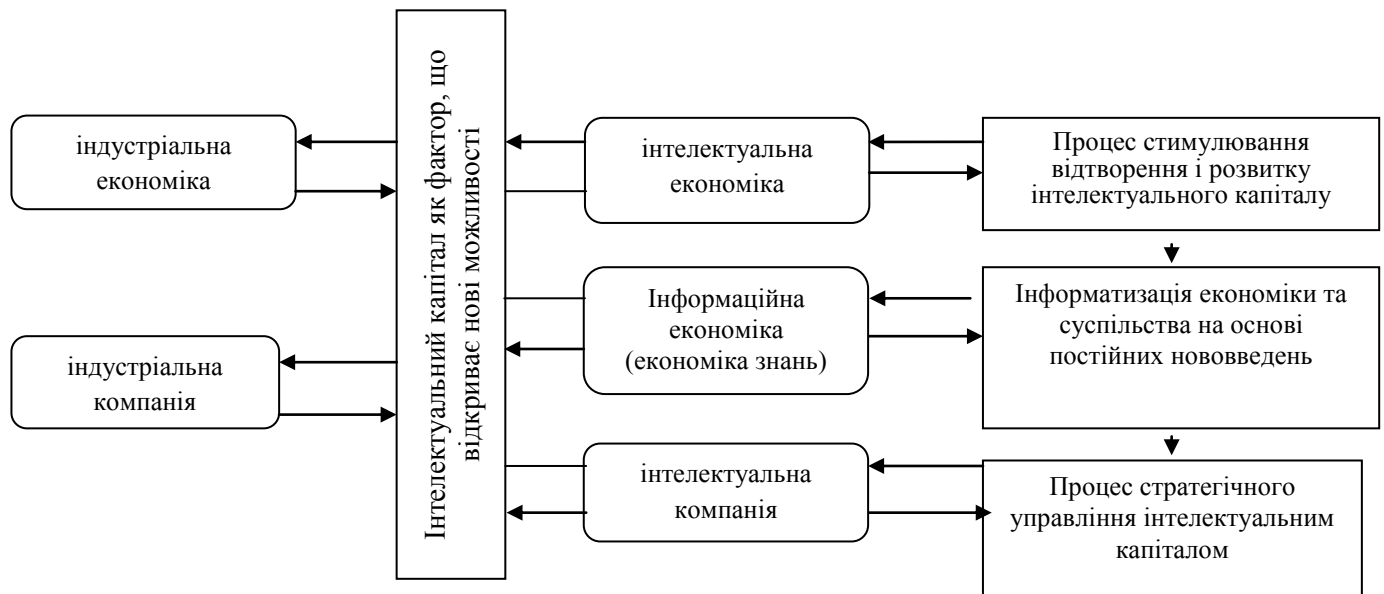 індустріальна
економіка
індустріальна
компанія
Інтелектуальний капітал як фактор, що
відкриває нові можливості
інтелектуальна
економіка
Інформаційна
економіка
(економіка знань)
інтелектуальна
компанія
Процес стимулювання
відтворення і розвитку
інтелектуального капіталу
Інформатизація економіки та
суспільства на основі
постійних нововведень
Процес стратегічного
управління інтелектуальним
капіталом